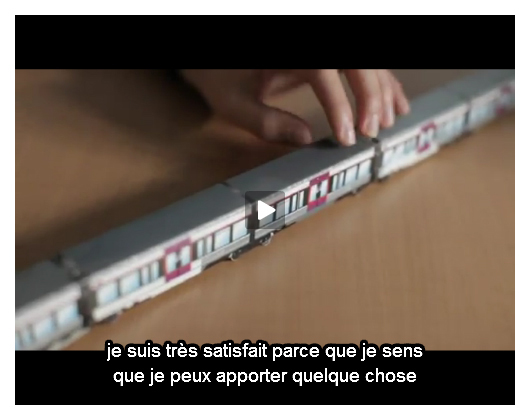 je suis très satisfait parce que je sens
que je peux apporter quelque chose